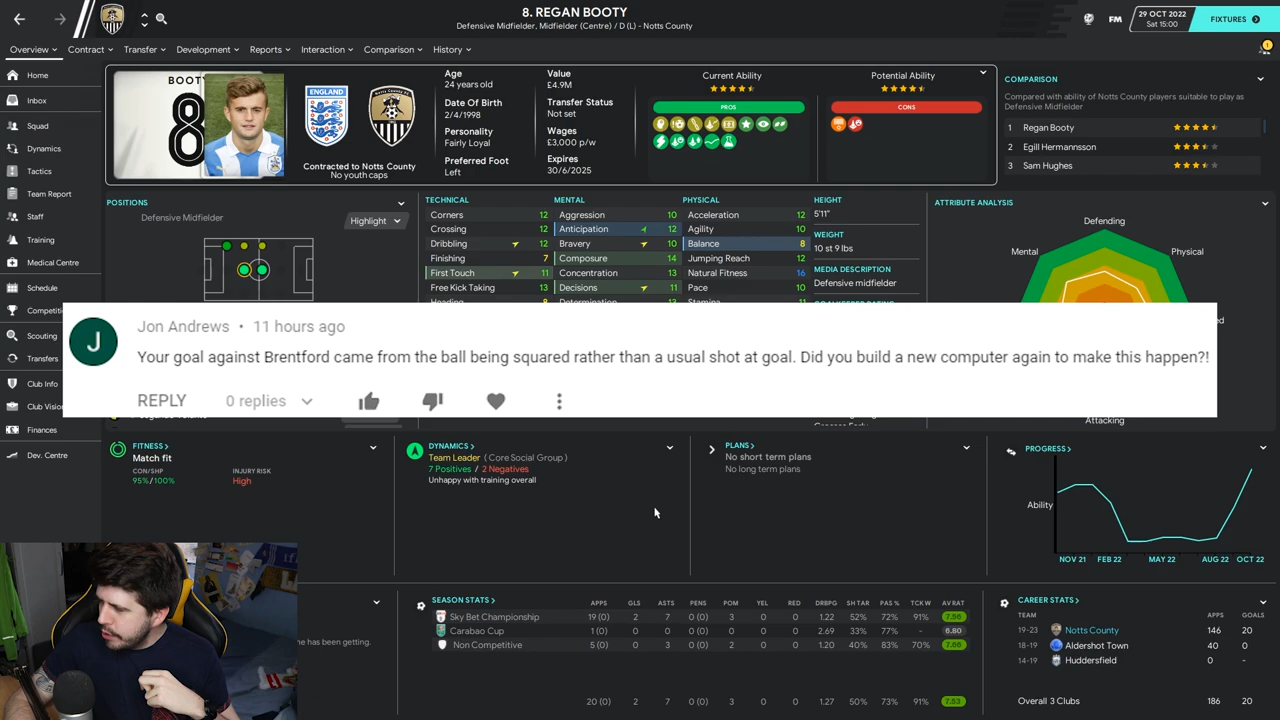 8. REGAN BOOTY
Defensive Midfielder, Midfielder (Centre) / D (L) - Notts County
FM
29 OCT 2022
Sat 15:00
FIXTURES
1
Overview
Contract
Transfer
Development
Reports
Interaction
Comparison
History
Home
Inbox
Squad
Dynamics
Tactics
Team Report
Staff
Training
Medical Centre
Schedule
Competiti
Scouting
Transfers
Club Info
Club Vision
Finances
Dev. Centre
BOOT
8
ENGLAND
Contracted to Notts County
No youth caps
Age
24 years old
Date Of Birth
2/4/1998
Personality
Fairly Loyal
Preferred Foot
Left
Value
£4.9M
Transfer Status
Not set
Wages
£3,000 p/w
Expires
30/6/2025
Current Ability
PROS
Potential Ability
CONS
COMPARISON
Compared with ability of Notts County players suitable to play as
Defensive Midfielder
1 Regan Booty
2 Egill Hermannsson
3 Sam Hughes
POSITIONS
Defensive Midfielder
Highlight
TECHNICAL
Corners 12
Crossing 12
Dribbling 12
Finishing 7
First Touch 11
Free Kick Taking 13
MENTAL
Aggression 10
Anticipation 12
Bravery 10
Composure 14
Concentration 13
Decisions 11
PHYSICAL
Acceleration 12
Agility 10
Balance 8
Jumping Reach 12
Natural Fitness 16
Pace 10
HEIGHT
5'11"
WEIGHT
10 st 9 lbs
MEDIA DESCRIPTION
Defensive midfielder
ATTRIBUTE ANALYSIS
Defending
Mental
Physical
Attacking
J
Jon Andrews • 11 hours ago
Your goal against Brentford came from the ball being squared rather than a usual shot at goal. Did you build a new computer again to make this happen?!
REPLY 0 replies
FITNESS
Match fit
CON/SHP
95%/100%
INJURY RISK
High
DYNAMICS
Team Leader (Core Social Group)
7 Positives / 2 Negatives
Unhappy with training overall
PLANS
No short term plans
No long term plans
PROGRESS
Ability
NOV 21 FEB 22 MAY 22 AUG 22 OCT 22
he has been getting.
SEASON STATS
APPS GLS ASTS PENS POM YEL RED DRBPG SH TAR PAS % TCK W AV RAT
Sky Bet Championship 19 (0) 2 7 0 (0) 3 0 0 1.22 52% 72% 91% 7.56
Carabao Cup 1 (0) 0 0 0 (0) 0 0 0 2.69 33% 77% - 6.80
Non Competitive 5 (0) 0 3 0 (0) 2 0 0 1.20 40% 83% 70% 7.66
20 (0) 2 7 0 (0) 3 0 0 1.27 50% 73% 91% 7.53
CAREER STATS
TEAM APPS GOALS
19-23 Notts County 146 20
18-19 Aldershot Town 40 0
14-19 Huddersfield 0 -
Overall 3 Clubs 186 20